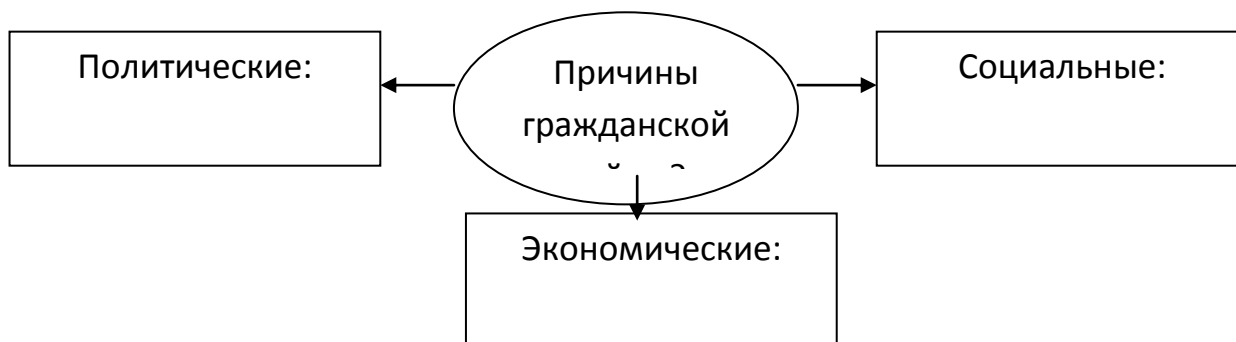 Политические:
Причины
гражданской
Социальные:
Экономические: